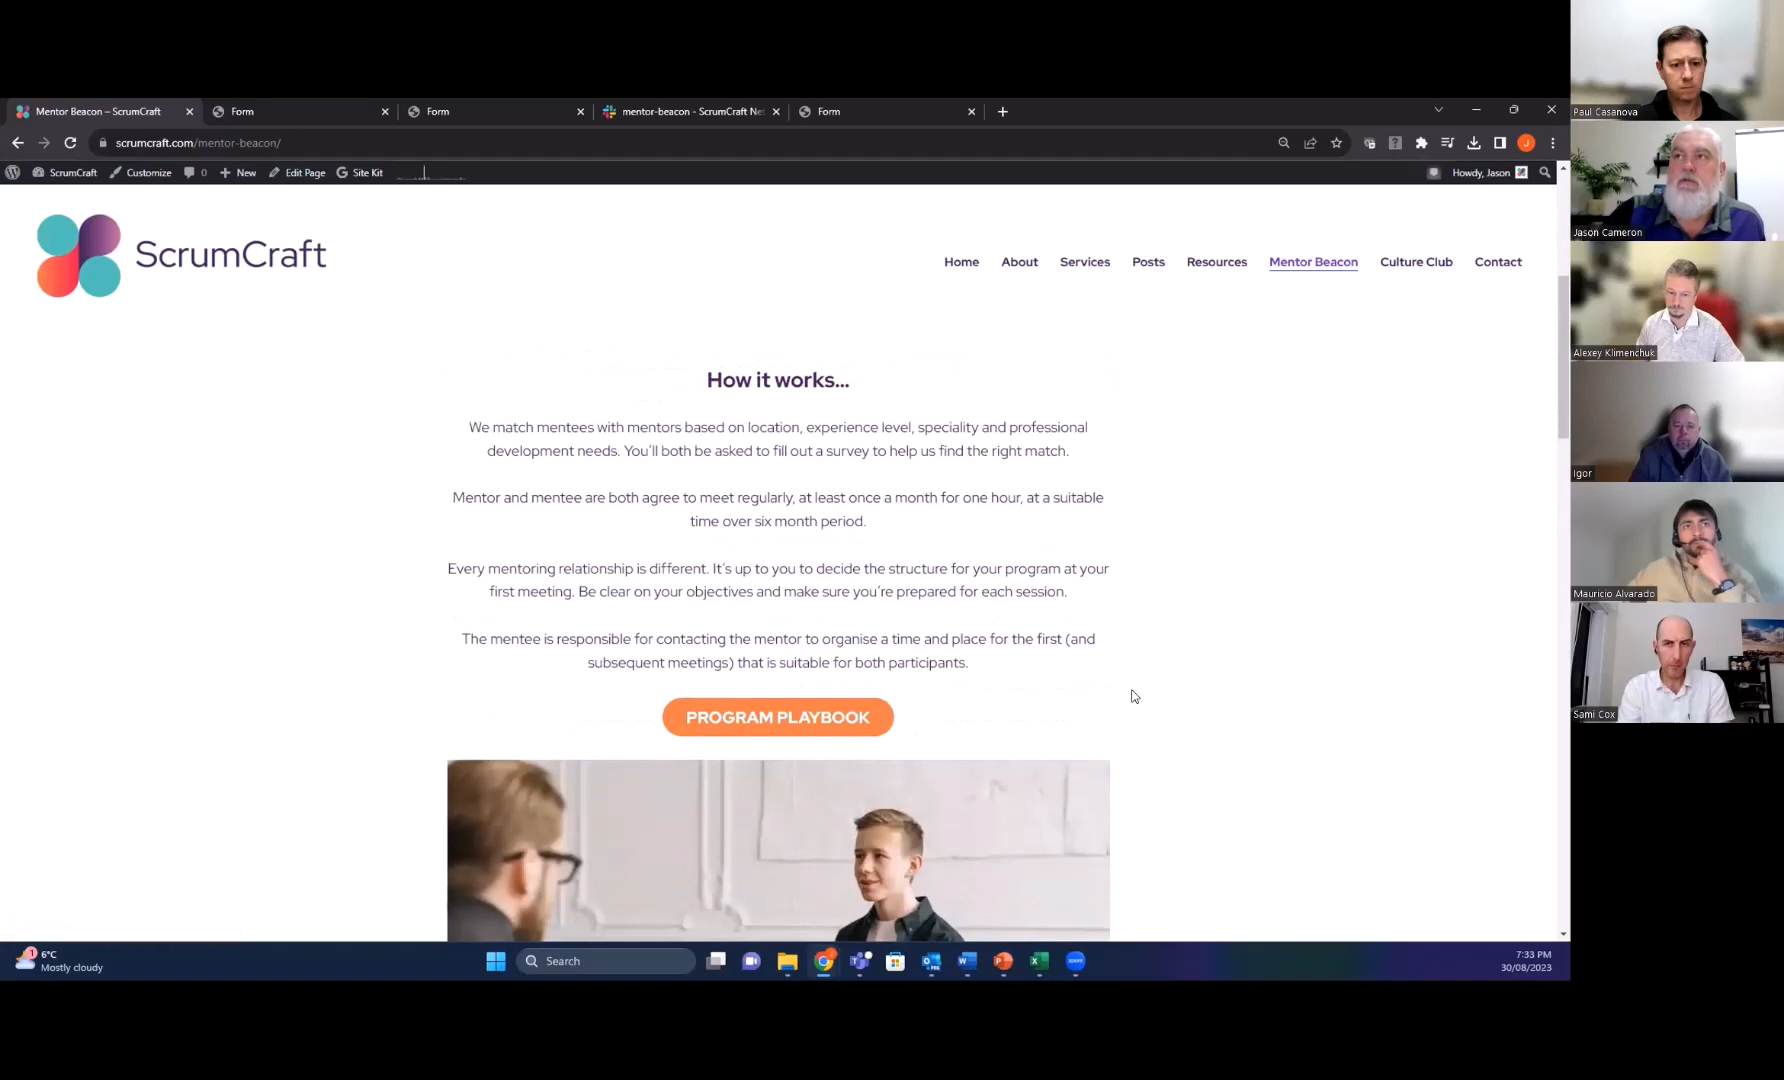 Mentor Beacon – ScrumCraft
Form
Form
mentor-beacon - ScrumCraft Ne
Form
scrumcraft.com/mentor-beacon/
ScrumCraft Customize 0 New Edit Page Site Kit
Howdy, Jason
ScrumCraft
Home About Services Posts Resources Mentor Beacon Culture Club Contact
How it works...
We match mentees with mentors based on location, experience level, speciality and professional
development needs. You'll both be asked to fill out a survey to help us find the right match.
Mentor and mentee are both agree to meet regularly, at least once a month for one hour, at a suitable
time over six month period.
Every mentoring relationship is different. It's up to you to decide the structure for your program at your
first meeting. Be clear on your objectives and make sure you're prepared for each session.
The mentee is responsible for contacting the mentor to organise a time and place for the first (and
subsequent meetings) that is suitable for both participants.
PROGRAM PLAYBOOK
1
6°C
Mostly cloudy
Search
7:33 PM
30/08/2023
Paul Casanova
Jason Cameron
Alexey Klimenchuk
Igor
Mauricio Alvarado
Sami Cox